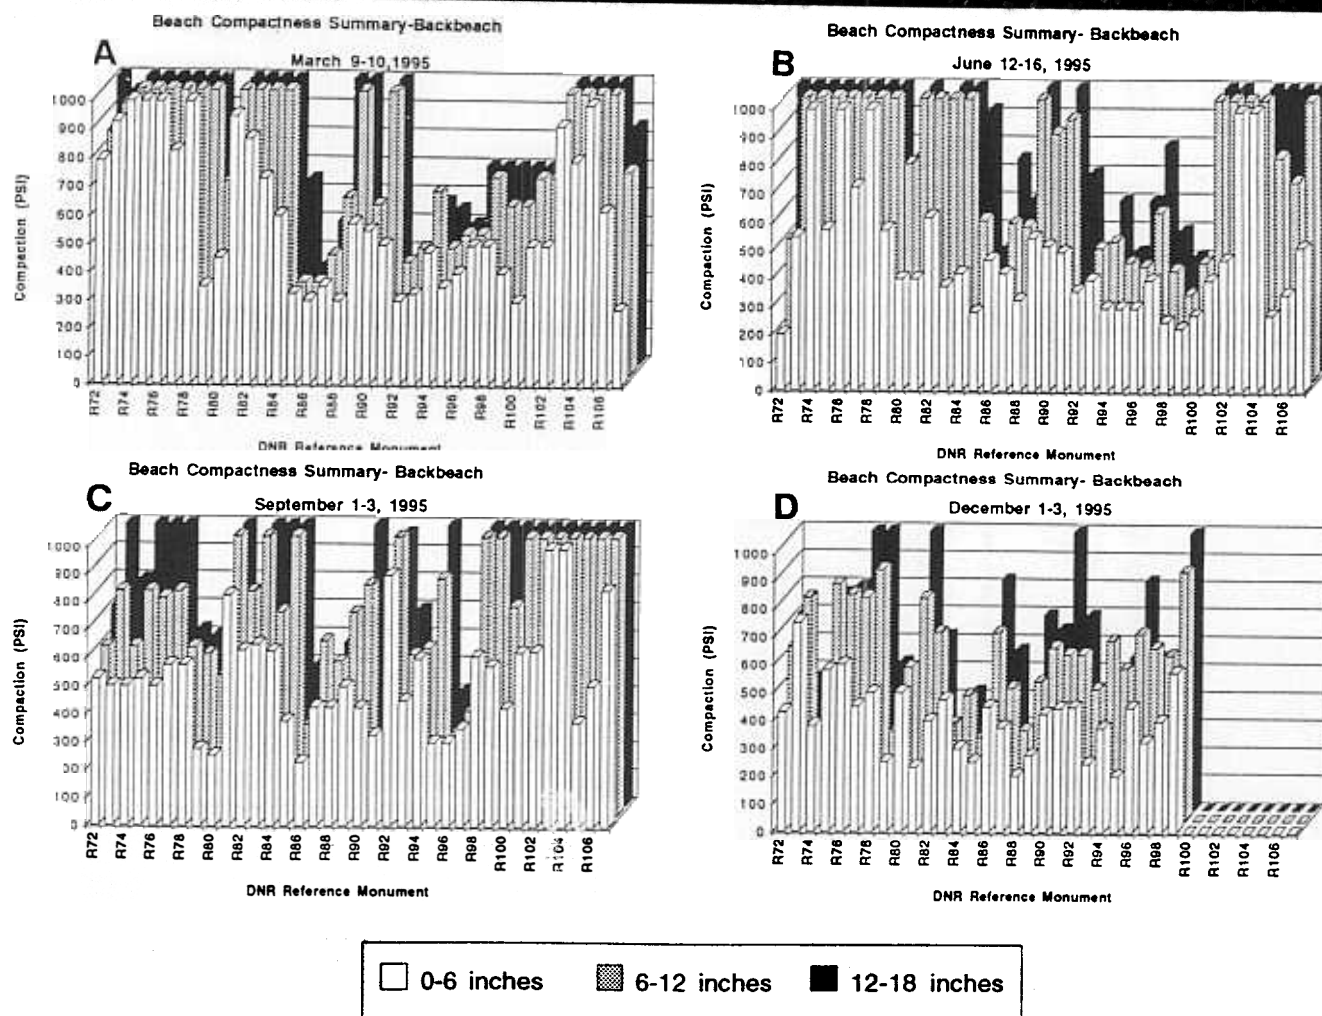 Beach Compactness Summary-Backbeach
A
March 9-10,1995
Compaction (PSI)
1000
900
800
700
600
500
400
300
200
100
0
R72 R74 R76 R78 R80 R82 R84 R86 R88 R90 R92 R94 R96 R98 R100 R102 R104 R106
DNR Reference Monument
Beach Compactness Summary- Backbeach
B
June 12-16, 1995
Compaction (PSI)
1000
900
800
700
600
500
400
300
200
100
0
R72 R74 R76 R78 R80 R82 R84 R86 R88 R90 R92 R94 R96 R98 R100 R102 R104 R106
DNR Reference Monument
Beach Compactness Summary- Backbeach
C
September 1-3, 1995
Compaction (PSI)
1000
900
800
700
600
500
400
300
200
100
0
R72 R74 R76 R78 R80 R82 R84 R86 R88 R90 R92 R94 R96 R98 R100 R102 R104 R106
DNR Reference Monument
Beach Compactness Summary- Backbeach
D
December 1-3, 1995
Compaction (PSI)
1000
900
800
700
600
500
400
300
200
100
0
R72 R74 R76 R78 R80 R82 R84 R86 R88 R90 R92 R94 R96 R98 R100 R102 R104 R106
DNR Reference Monument
0-6 inches
6-12 inches
12-18 inches